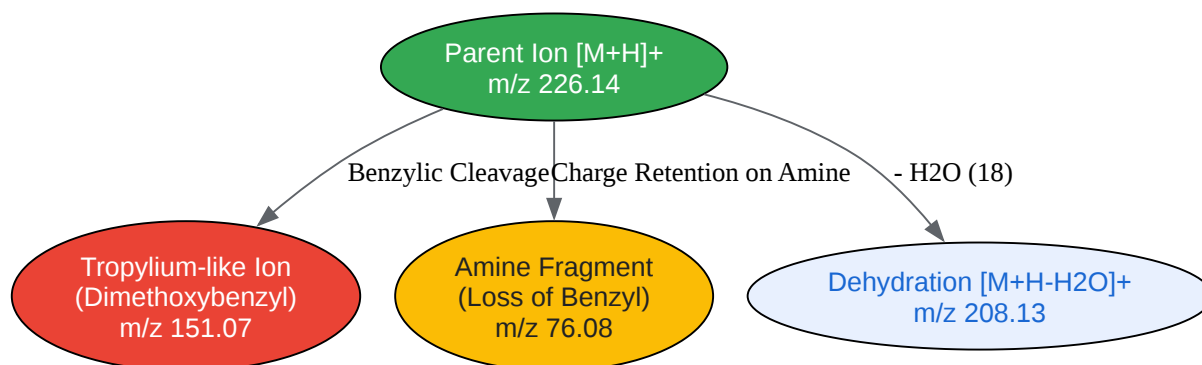 Parent Ion [M+H]+
m/z 226.14
Benzylic Cleavage
Charge Retention on Amine
- H2O (18)
Tropylium-like Ion
(Dimethoxybenzyl)
m/z 151.07
Amine Fragment
(Loss of Benzyl)
m/z 76.08
Dehydration [M+H-H2O]+
m/z 208.13